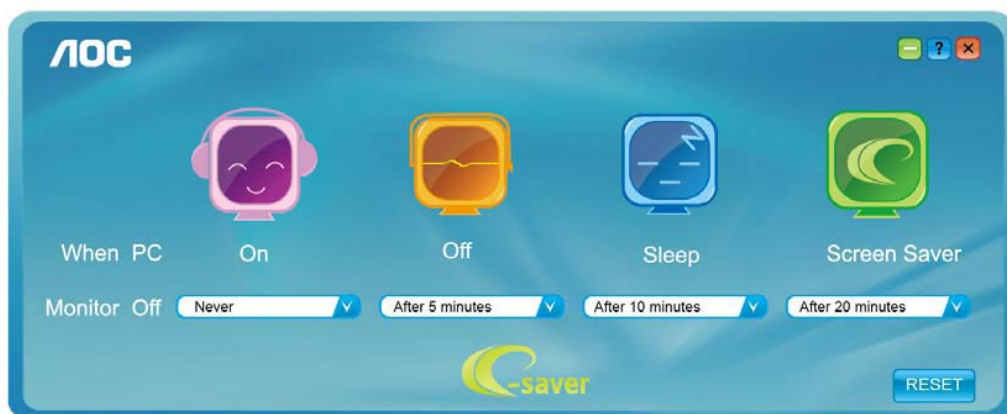 AOC
?
When PC On Off Sleep Screen Saver
Monitor Off Never After 5 minutes After 10 minutes After 20 minutes
e-saver
RESET